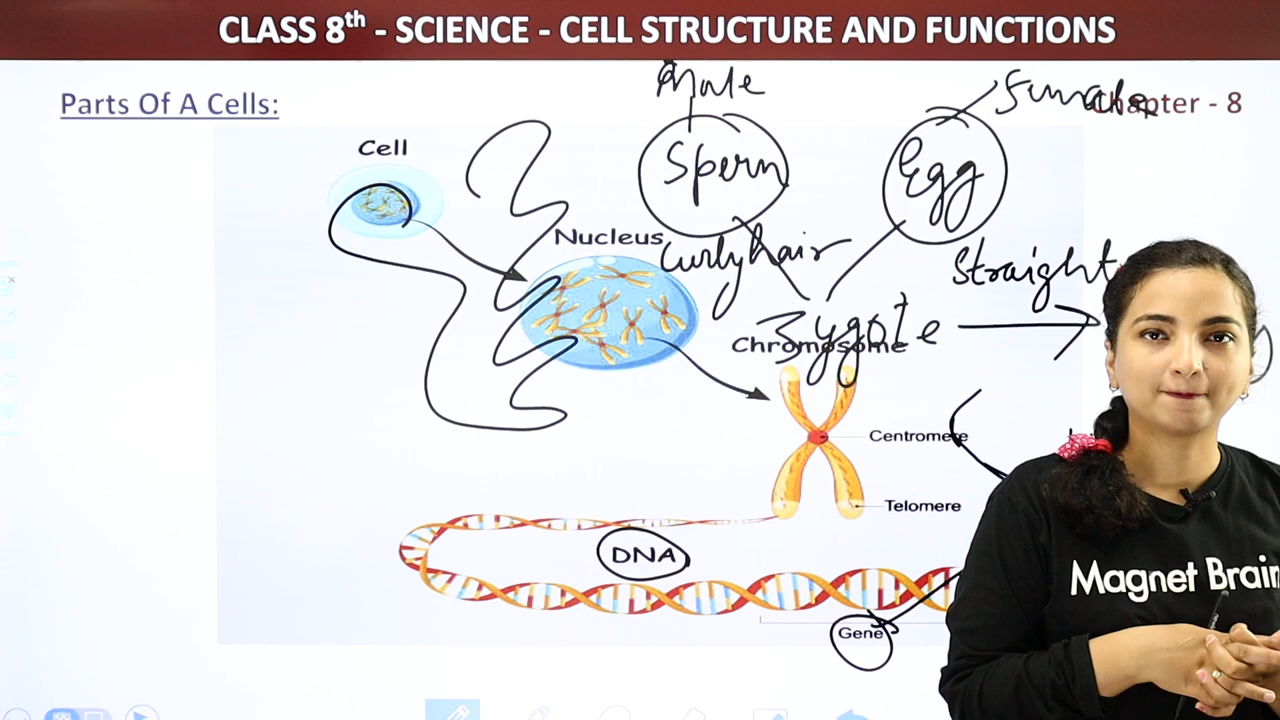 CLASS 8th - SCIENCE - CELL STRUCTURE AND FUNCTIONS
Parts Of A Cells:
Chapter - 8
Male
Female
Cell
Sperm
Egg
Nucleus
Curly hair
Straight
Zygote
Chromosome
Centromere
Telomere
DNA
Gene
Magnet Brain